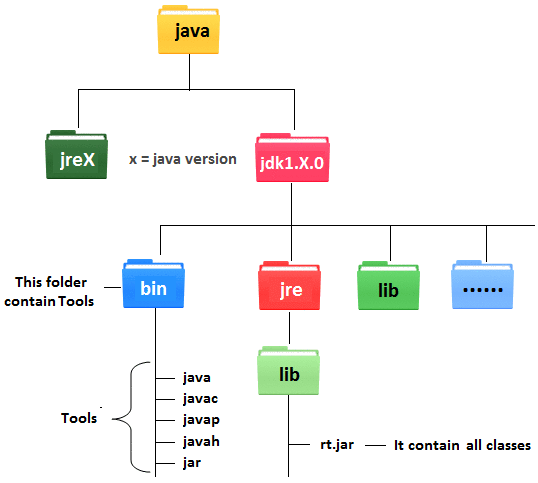 java
jreX
x = java version
jdk1.X.0
This folder
contain Tools
bin
jre
lib
......
lib
Tools
java
javac
javap
javah
jar
rt.jar
It contain all classes